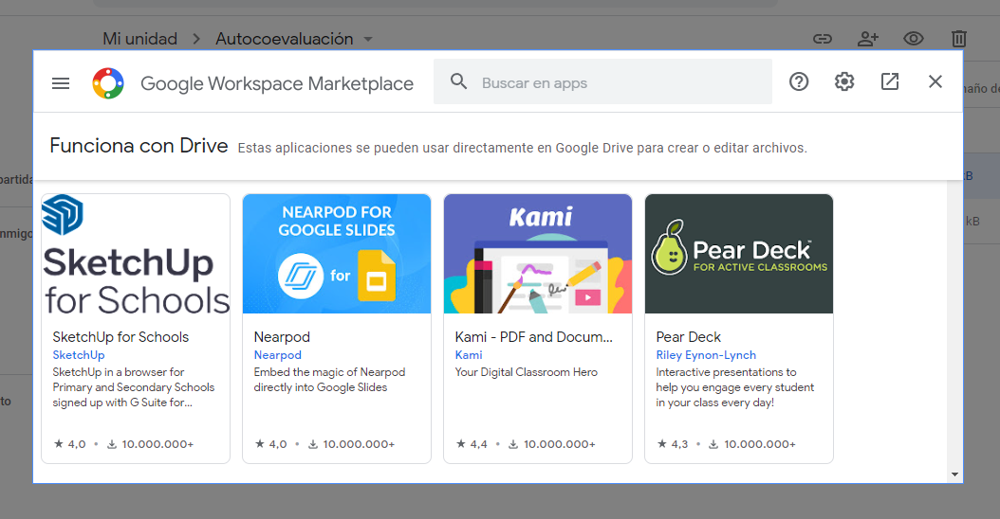 Mi unidad > Autocoevaluación
Google Workspace Marketplace
Buscar en apps
maño de
Funciona con Drive Estas aplicaciones se pueden usar directamente en Google Drive para crear o editar archivos.
partida
kB
nmigo
kB
to
SketchUp
for Schools
SketchUp for Schools
SketchUp
SketchUp in a browser for
Primary and Secondary Schools
signed up with G Suite for...
4,0 • 10.000.000+
NEARPOD FOR
GOOGLE SLIDES
for
Nearpod
Nearpod
Embed the magic of Nearpod
directly into Google Slides
4,0 • 10.000.000+
Kami
Kami - PDF and Docum...
Kami
Your Digital Classroom Hero
4,4 • 10.000.000+
Pear Deck
FOR ACTIVE CLASSROOMS
Pear Deck
Riley Eynon-Lynch
Interactive presentations to
help you engage every student
in your class every day!
4,3 • 10.000.000+